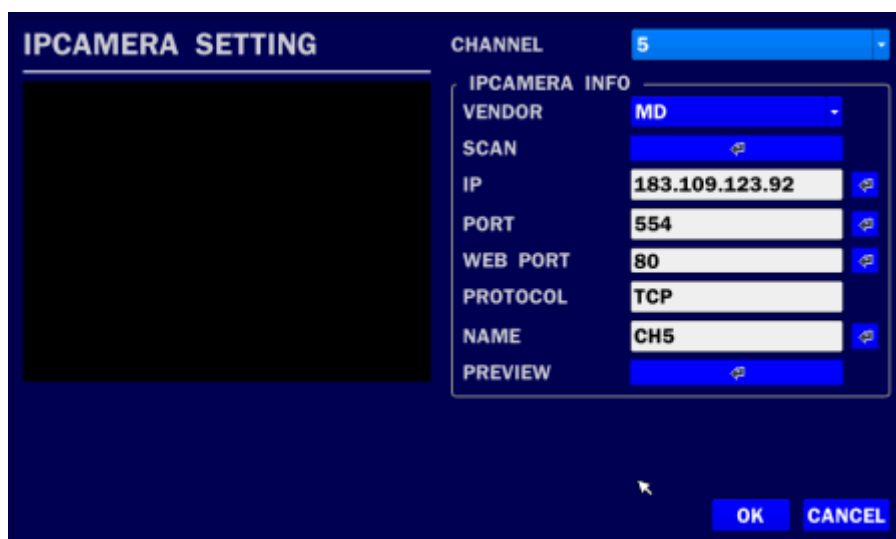 IPCAMERA SETTING
CHANNEL 5
IPCAMERA INFO
VENDOR MD
SCAN
IP 183.109.123.92
PORT 554
WEB PORT 80
PROTOCOL TCP
NAME CH5
PREVIEW
OK CANCEL